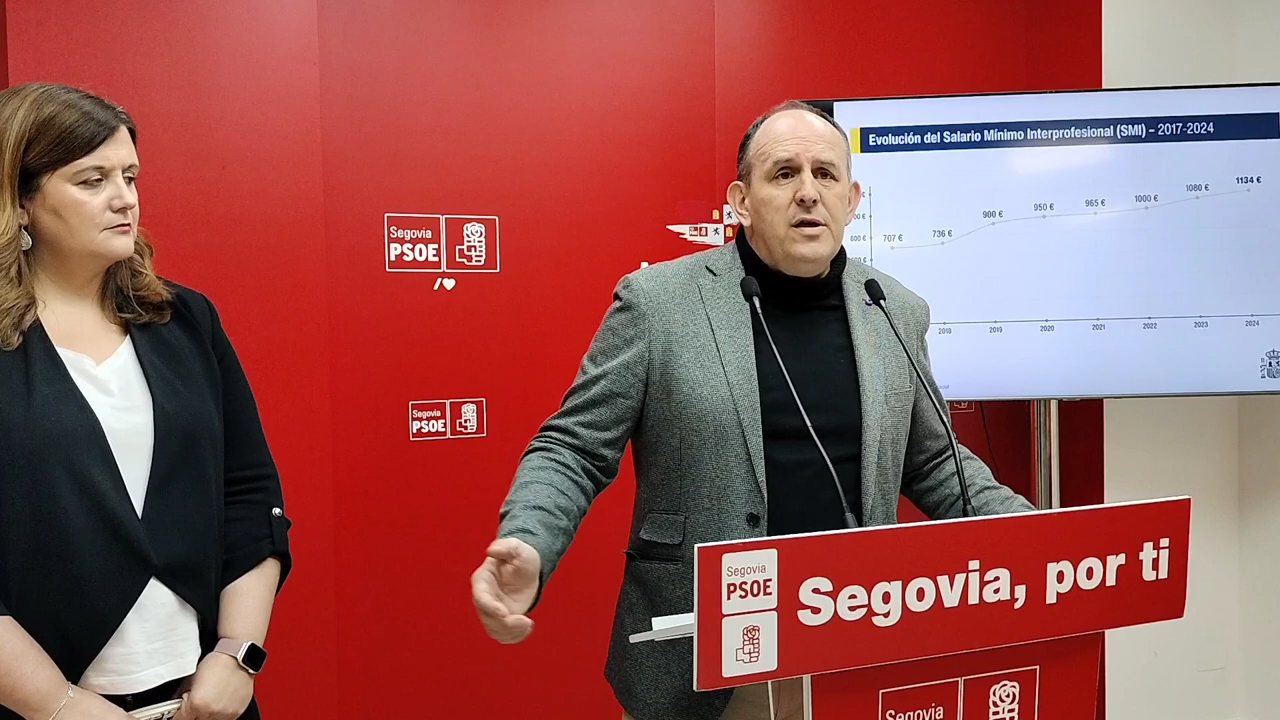 Segovia
PSOE
Segovia
PSOE
Evolución del Salario Mínimo Interprofesional (SMI) – 2017-2024
707 €
736 €
900 €
950 €
965 €
1000 €
1080 €
1134 €
2018
2019
2020
2021
2022
2023
2024
Segovia
PSOE
Segovia, por ti
Segovia